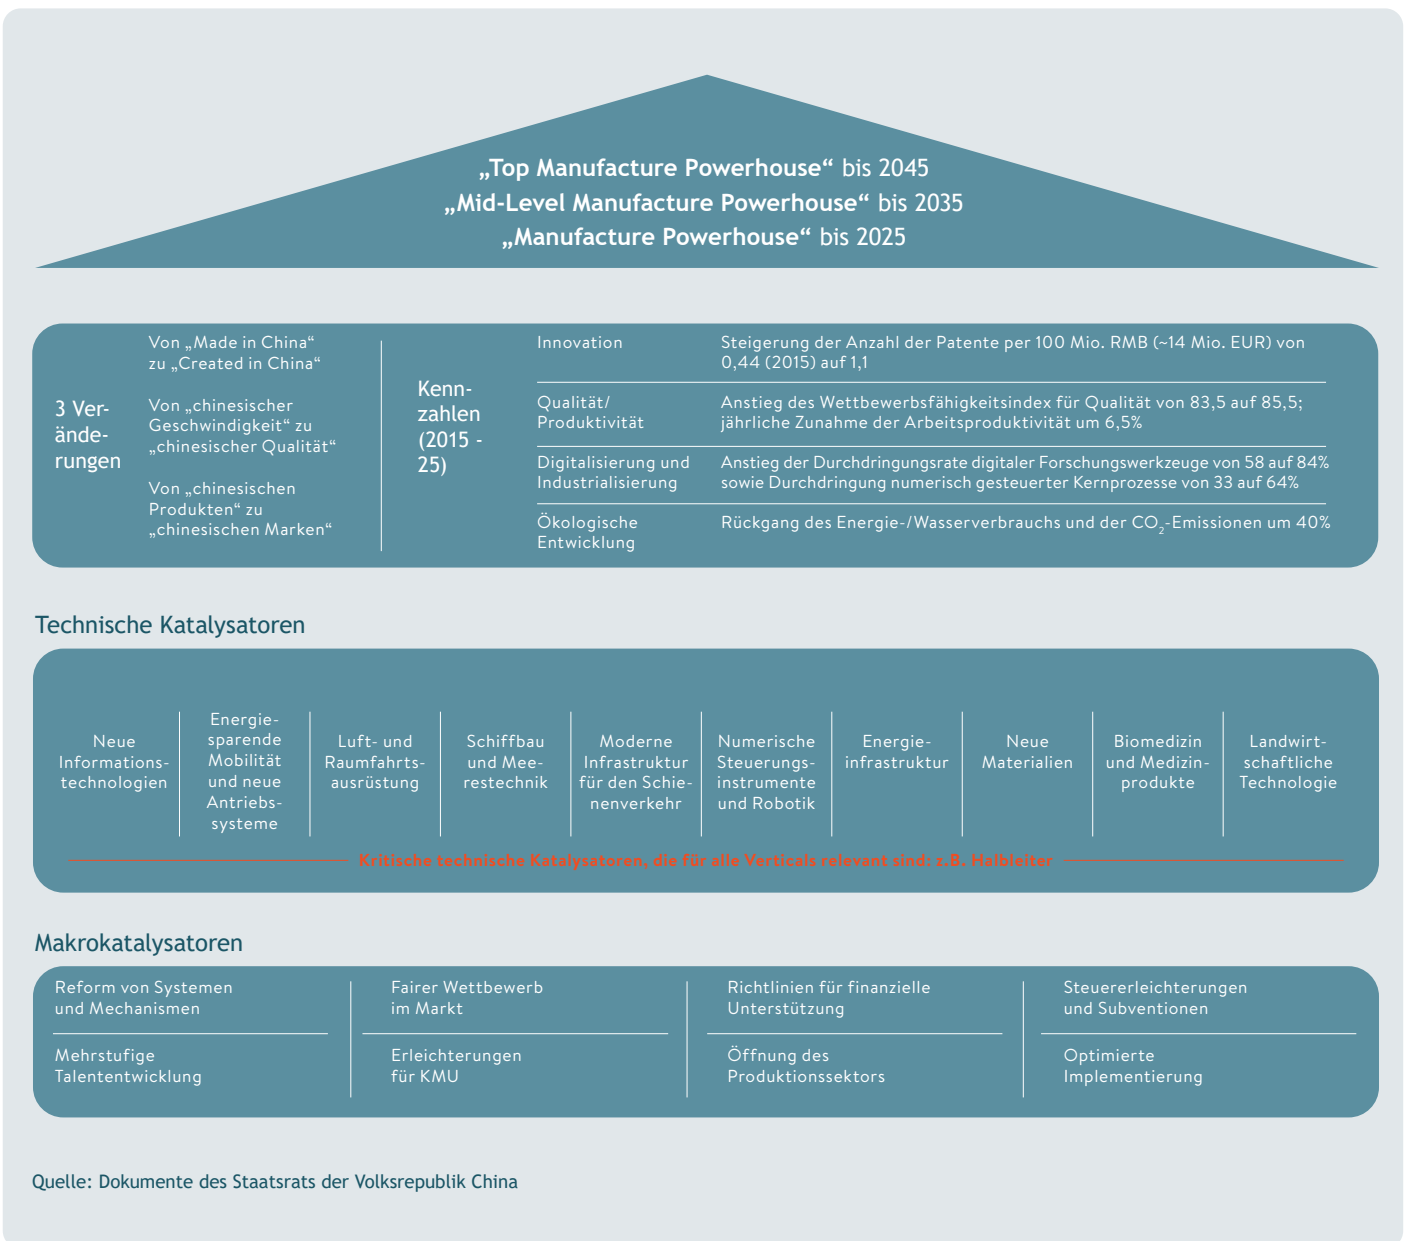 „Top Manufacture Powerhouse“ bis 2045
„Mid-Level Manufacture Powerhouse“ bis 2035
„Manufacture Powerhouse“ bis 2025
3 Ver-
ände-
rungen
Von „Made in China“
zu „Created in China“
Von „chinesischer
Geschwindigkeit“ zu
„chinesischer Qualität“
Von „chinesischen
Produkten“ zu
„chinesischen Marken“
Kenn-
zahlen
(2015 -
25)
Innovation
Steigerung der Anzahl der Patente per 100 Mio. RMB (~14 Mio. EUR) von
0,44 (2015) auf 1,1
Qualität/
Produktivität
Anstieg des Wettbewerbsfähigkeitsindex für Qualität von 83,5 auf 85,5;
jährliche Zunahme der Arbeitsproduktivität um 6,5%
Digitalisierung und
Industrialisierung
Anstieg der Durchdringungsrate digitaler Forschungswerkzeuge von 58 auf 84%
sowie Durchdringung numerisch gesteuerter Kernprozesse von 33 auf 64%
Ökologische
Entwicklung
Rückgang des Energie-/Wasserverbrauchs und der CO₂-Emissionen um 40%
Technische Katalysatoren
Neue
Informations-
technologien
Energie-
sparende
Mobilität
und neue
Antriebs-
systeme
Luft- und
Raumfahrts-
ausrüstung
Schiffbau
und Mee-
restechnik
Moderne
Infrastruktur
für den Schie-
nenverkehr
Numerische
Steuerungs-
instrumente
und Robotik
Energie-
infrastruktur
Neue
Materialien
Biomedizin
und Medizin-
produkte
Landwirt-
schaftliche
Technologie
Kritische technische Katalysatoren, die für alle Verticals relevant sind: z.B. Halbleiter
Makrokatalysatoren
Reform von Systemen
und Mechanismen
Fairer Wettbewerb
im Markt
Richtlinien für finanzielle
Unterstützung
Steuererleichterungen
und Subventionen
Mehrstufige
Talententwicklung
Erleichterungen
für KMU
Öffnung des
Produktionssektors
Optimierte
Implementierung
Quelle: Dokumente des Staatsrats der Volksrepublik China